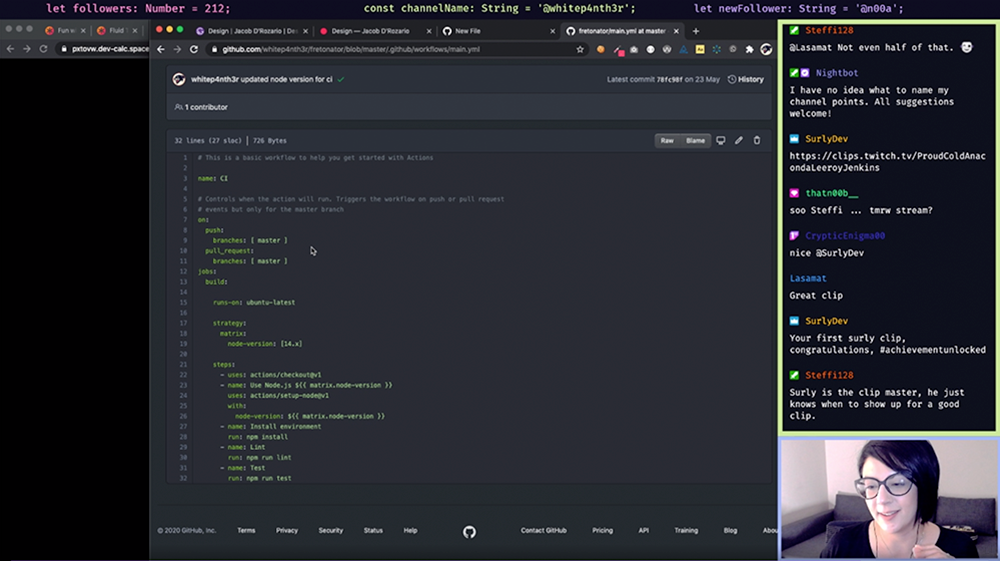 let followers: Number = 212;
const channelName: String = '@whitep4nth3r';
let newFollower: String = '@n00a';
Fun w
Fluid
Design | Jacob D'Rozario
Design — Jacob D'Rozario
New File
fretonator/main.yml at master
pxtovw.dev-calc.space
github.com/whitep4nth3r/fretonator/blob/master/.github/workflows/main.yml
whitep4nth3r updated node version for ci
Latest commit 78fc98f on 23 May
History
1 contributor
32 lines (27 sloc) | 726 Bytes
Raw
Blame
1 # This is a basic workflow to help you get started with Actions
2
3 name: CI
4
5 # Controls when the action will run. Triggers the workflow on push or pull request
6 # events but only for the master branch
7 on:
8 push:
9 branches: [ master ]
10 pull_request:
11 branches: [ master ]
12 jobs:
13 build:
14
15 runs-on: ubuntu-latest
16
17 strategy:
18 matrix:
19 node-version: [14.x]
20
21 steps:
22 - uses: actions/checkout@v1
23 - name: Use Node.js ${{ matrix.node-version }}
24 uses: actions/setup-node@v1
25 with:
26 node-version: ${{ matrix.node-version }}
27 - name: Install environment
28 run: npm install
29 - name: Lint
30 run: npm run lint
31 - name: Test
32 run: npm run test
© 2020 GitHub, Inc.
Terms
Privacy
Security
Status
Help
Contact GitHub
Pricing
API
Training
Blog
Abou
Steffi128
@Lasamat Not even half of that.
Nightbot
I have no idea what to name my
channel points. All suggestions
welcome!
SurlyDev
https://clips.twitch.tv/ProudColdAnac
ondaLeeroyJenkins
thatn00b__
soo Steffi ... tmrw stream?
CrypticEnigma00
nice @SurlyDev
Lasamat
Great clip
SurlyDev
Your first surly clip,
congratulations, #achievementunlocked
Steffi128
Surly is the clip master, he just
knows when to show up for a good
clip.